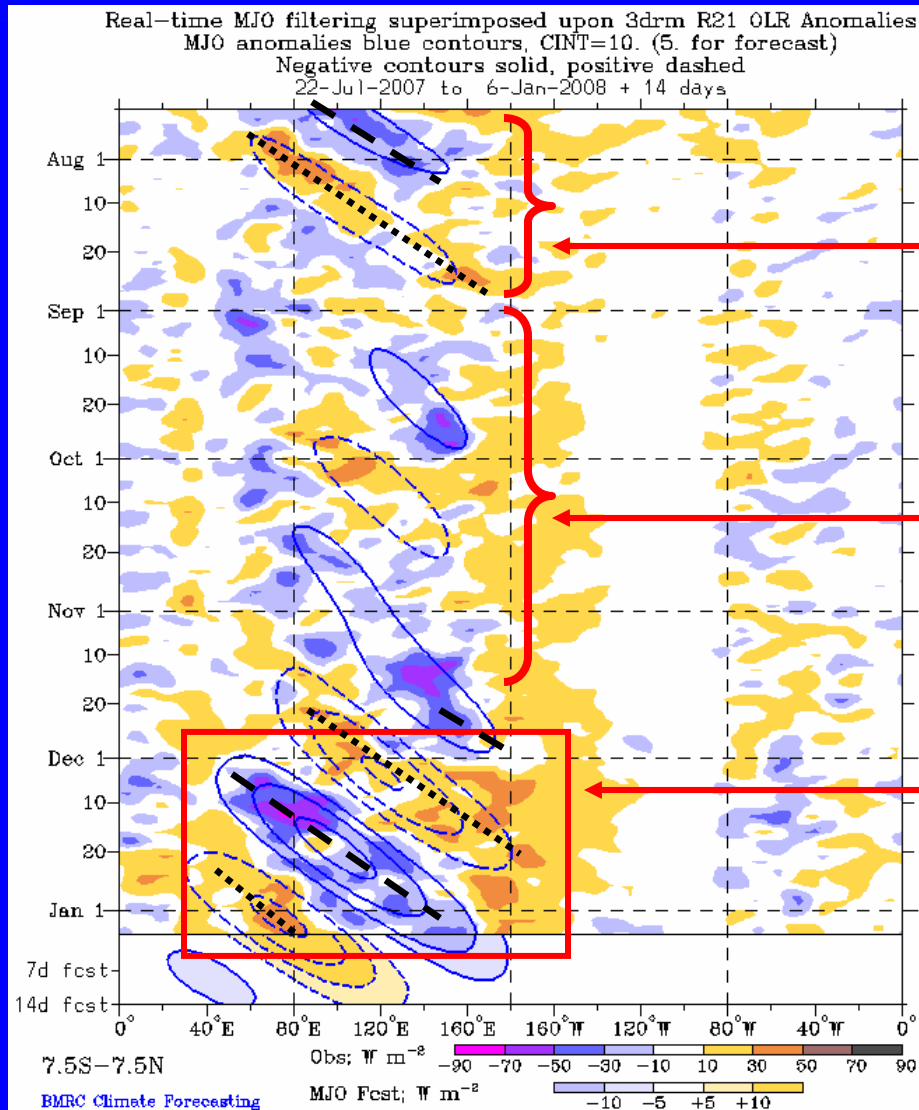 Real-time MJO filtering superimposed upon 3drm R21 OLR Anomalies
MJO anomalies blue contours, CINT=10. (5. for forecast)
Negative contours solid, positive dashed
22-Jul-2007 to 6-Jan-2008 + 14 days
Aug 1
10
20
Sep 1
10
20
Oct 1
10
20
Nov 1
10
20
Dec 1
10
20
Jan 1
7d fcst
14d fcst
0° 80°E 160°E 80°W 0°
40°E 120°E 160°W
7.5S-7.5N
Obs; W m⁻²
-90 -70 -50 -30 -10 10 30 50 70 90
MJO Fcst; W m⁻²
-10 -5 +5 +10
BMRC Climate Forecasting